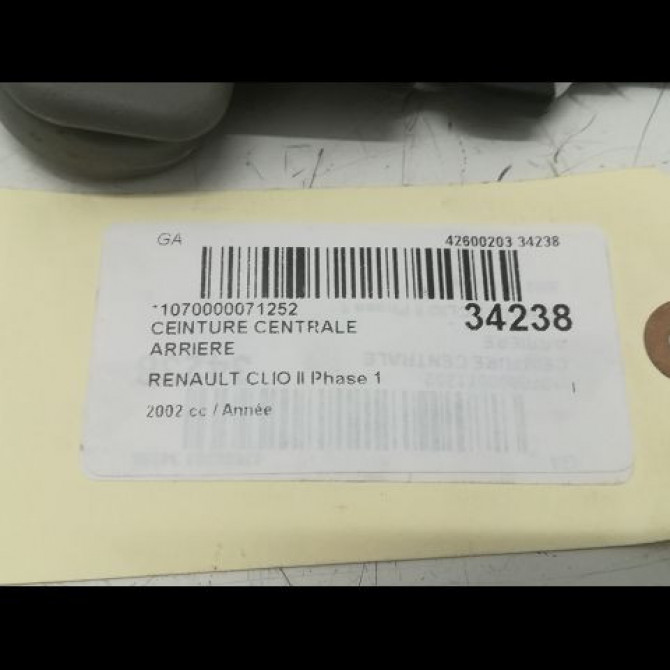 GA 42600203 34238
-1070000071252 34238
CEINTURE CENTRALE
ARRIERE
RENAULT CLIO II Phase 1
2002 cc / Année